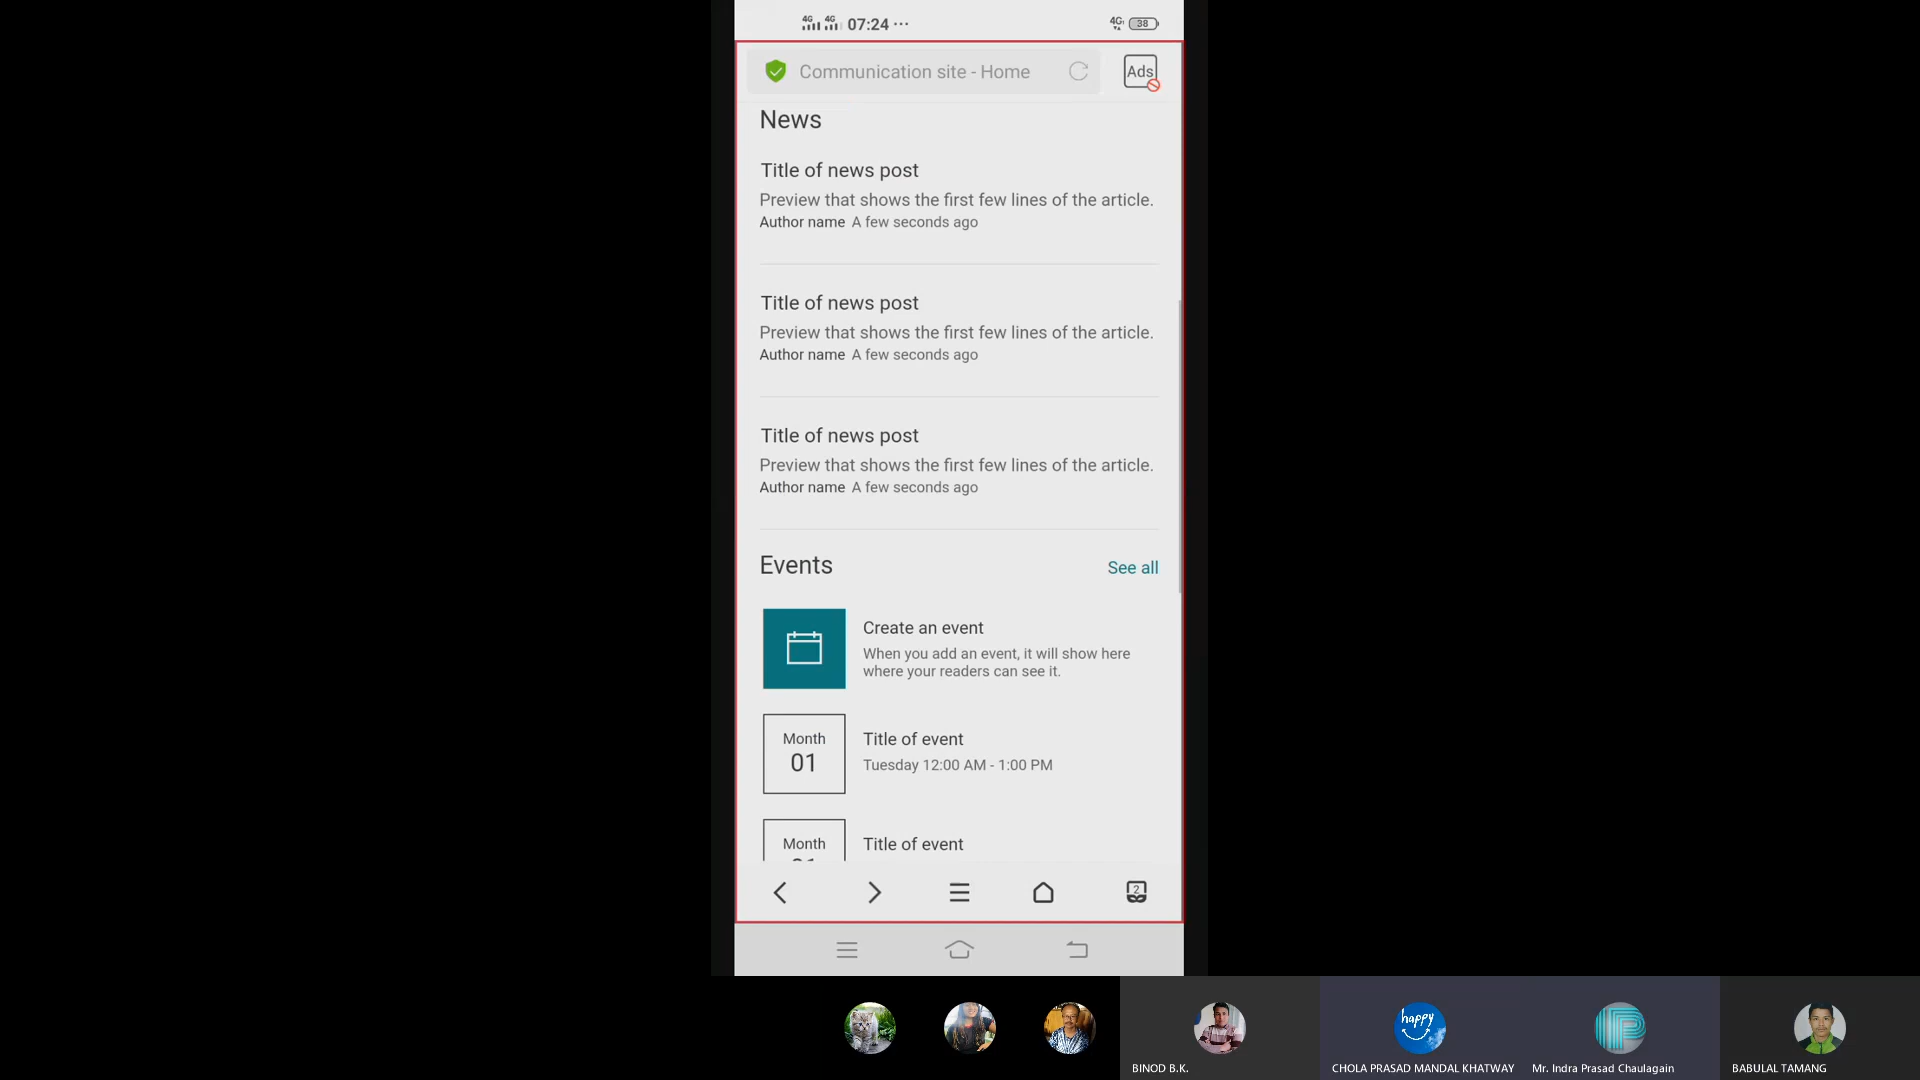 4G 4G 07:24 ··· 4G 38
Communication site - Home
Ads
News
Title of news post
Preview that shows the first few lines of the article.
Author name A few seconds ago
Title of news post
Preview that shows the first few lines of the article.
Author name A few seconds ago
Title of news post
Preview that shows the first few lines of the article.
Author name A few seconds ago
Events
See all
Create an event
When you add an event, it will show here
where your readers can see it.
Month
01
Title of event
Tuesday 12:00 AM - 1:00 PM
Month
Title of event
2
happy
BINOD B.K.
CHOLA PRASAD MANDAL KHATWAY
Mr. Indra Prasad Chaulagain
BABULAL TAMANG